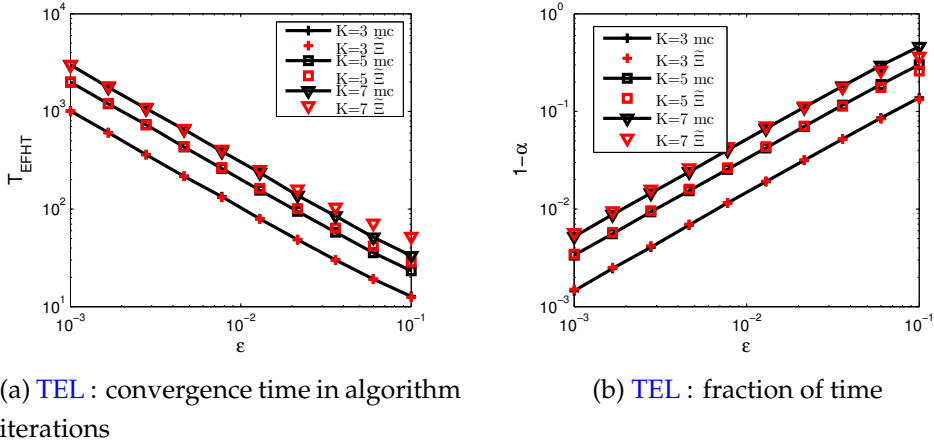 10^4
10^3
10^2
10^1
T_EFHT
K=3 mc
K=3 Ξ̃
K=5 mc
K=5 Ξ̃
K=7 mc
K=7 Ξ̃
10^−3
10^−2
10^−1
ε
10^0
10^−1
10^−2
10^−3
1−α
K=3 mc
K=3 Ξ̃
K=5 mc
K=5 Ξ̃
K=7 mc
K=7 Ξ̃
10^−3
10^−2
10^−1
ε
(a) TEL : convergence time in algorithm
iterations
(b) TEL : fraction of time